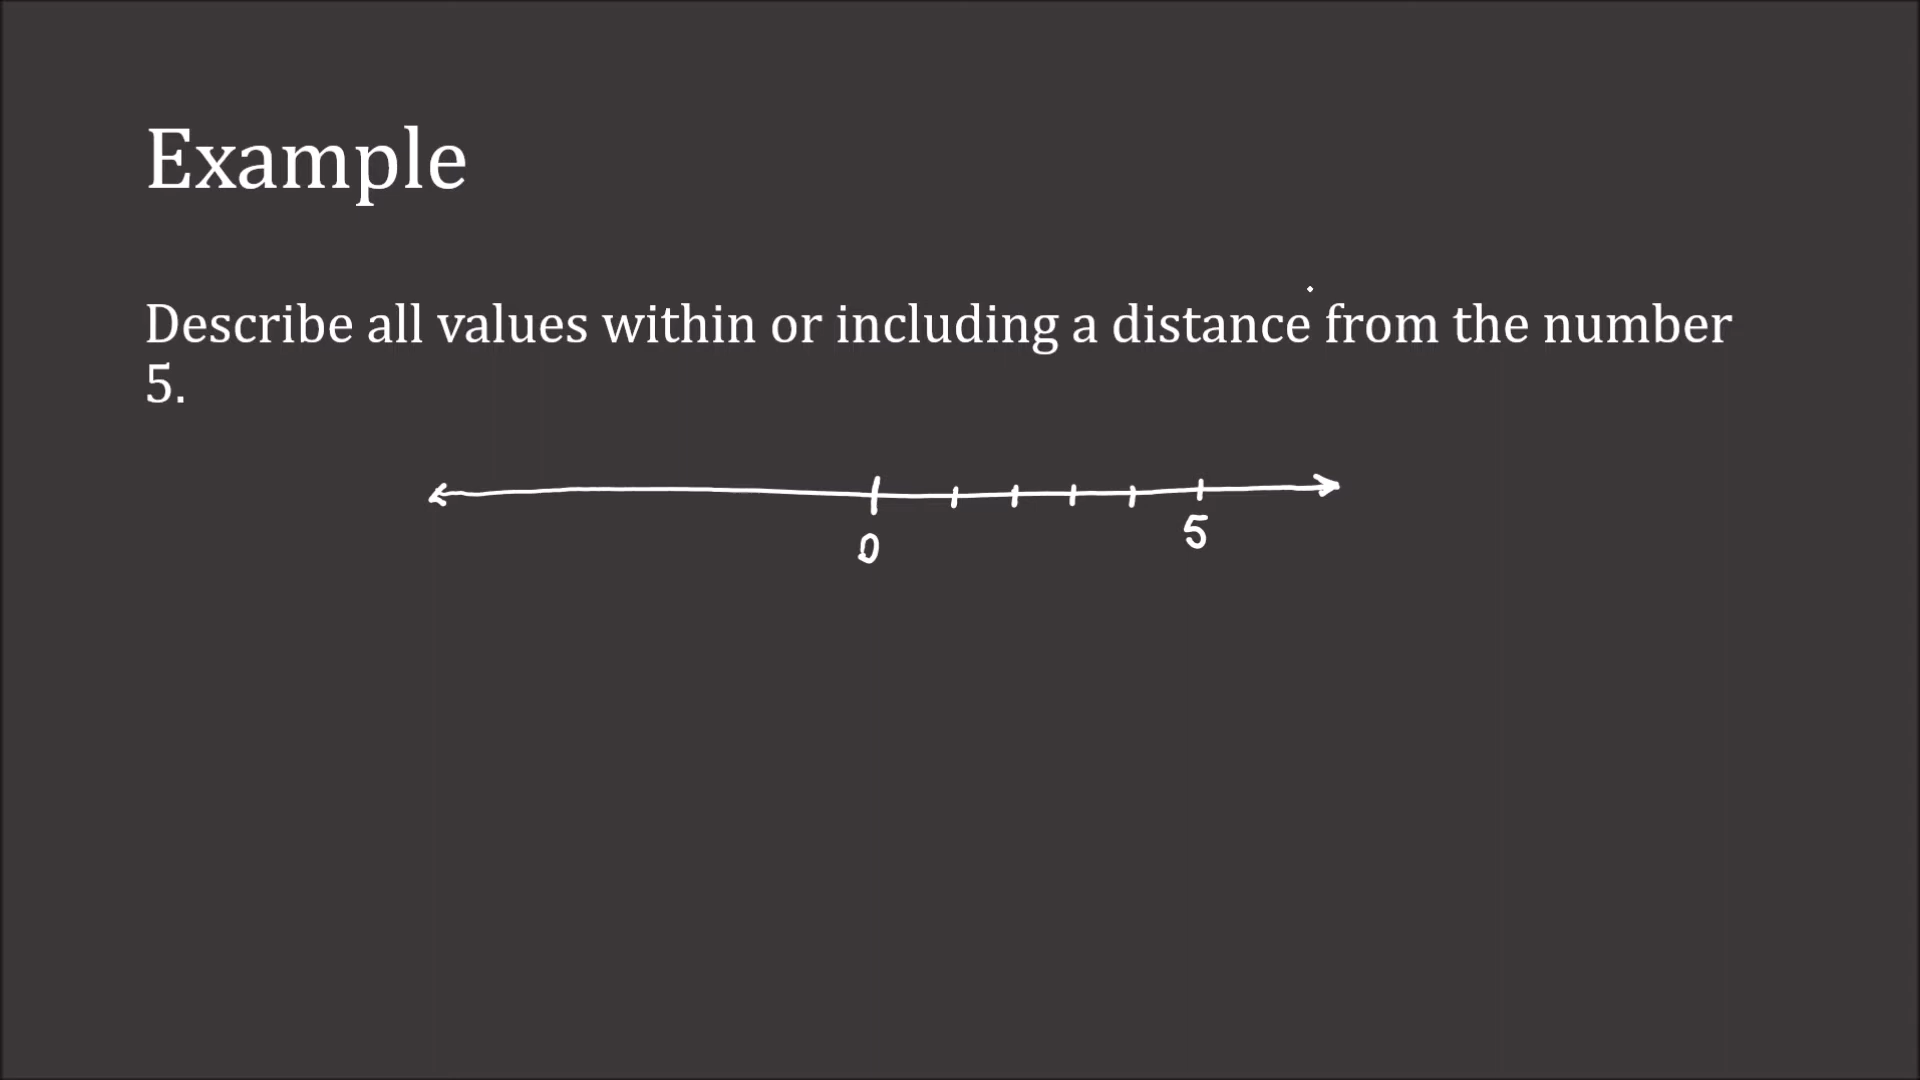 Example
Describe all values within or including a distance from the number
5.
0 5